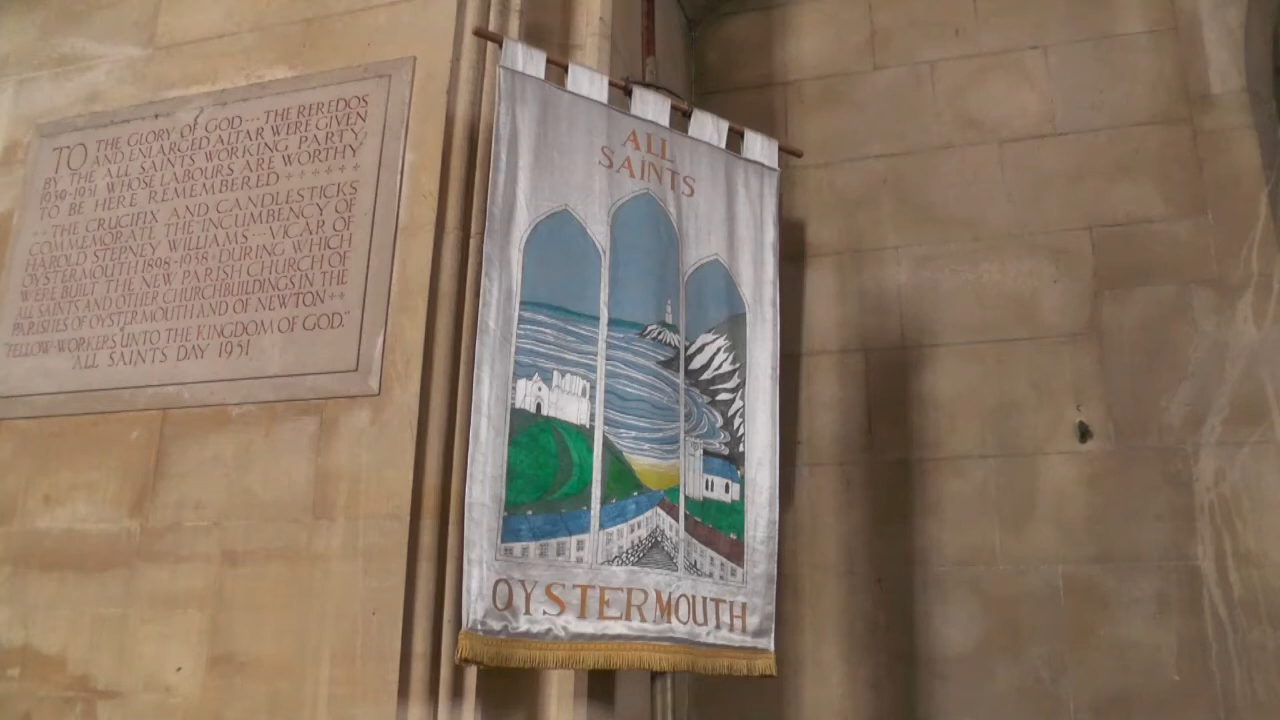 TO THE GLORY OF GOD --- THE REREDOS
AND ENLARGED ALTAR WERE GIVEN
BY THE ALL SAINTS WORKING PARTY,
1939-1951 WHOSE LABOURS ARE WORTHY
TO BE HERE REMEMBERED ++++++
++THE CRUCIFIX AND CANDLESTICKS
COMMEMORATE THE INCUMBENCY OF
HAROLD STEPNEY WILLIAMS --- VICAR OF
OYSTERMOUTH 1898-1938 + DURING WHICH
WERE BUILT THE NEW PARISH CHURCH OF
ALL SAINTS AND OTHER CHURCH BUILDINGS IN THE
PARISHES OF OYSTERMOUTH AND OF NEWTON ++
"FELLOW-WORKERS UNTO THE KINGDOM OF GOD."
ALL SAINTS DAY 1951
ALL
SAINTS
OYSTERMOUTH